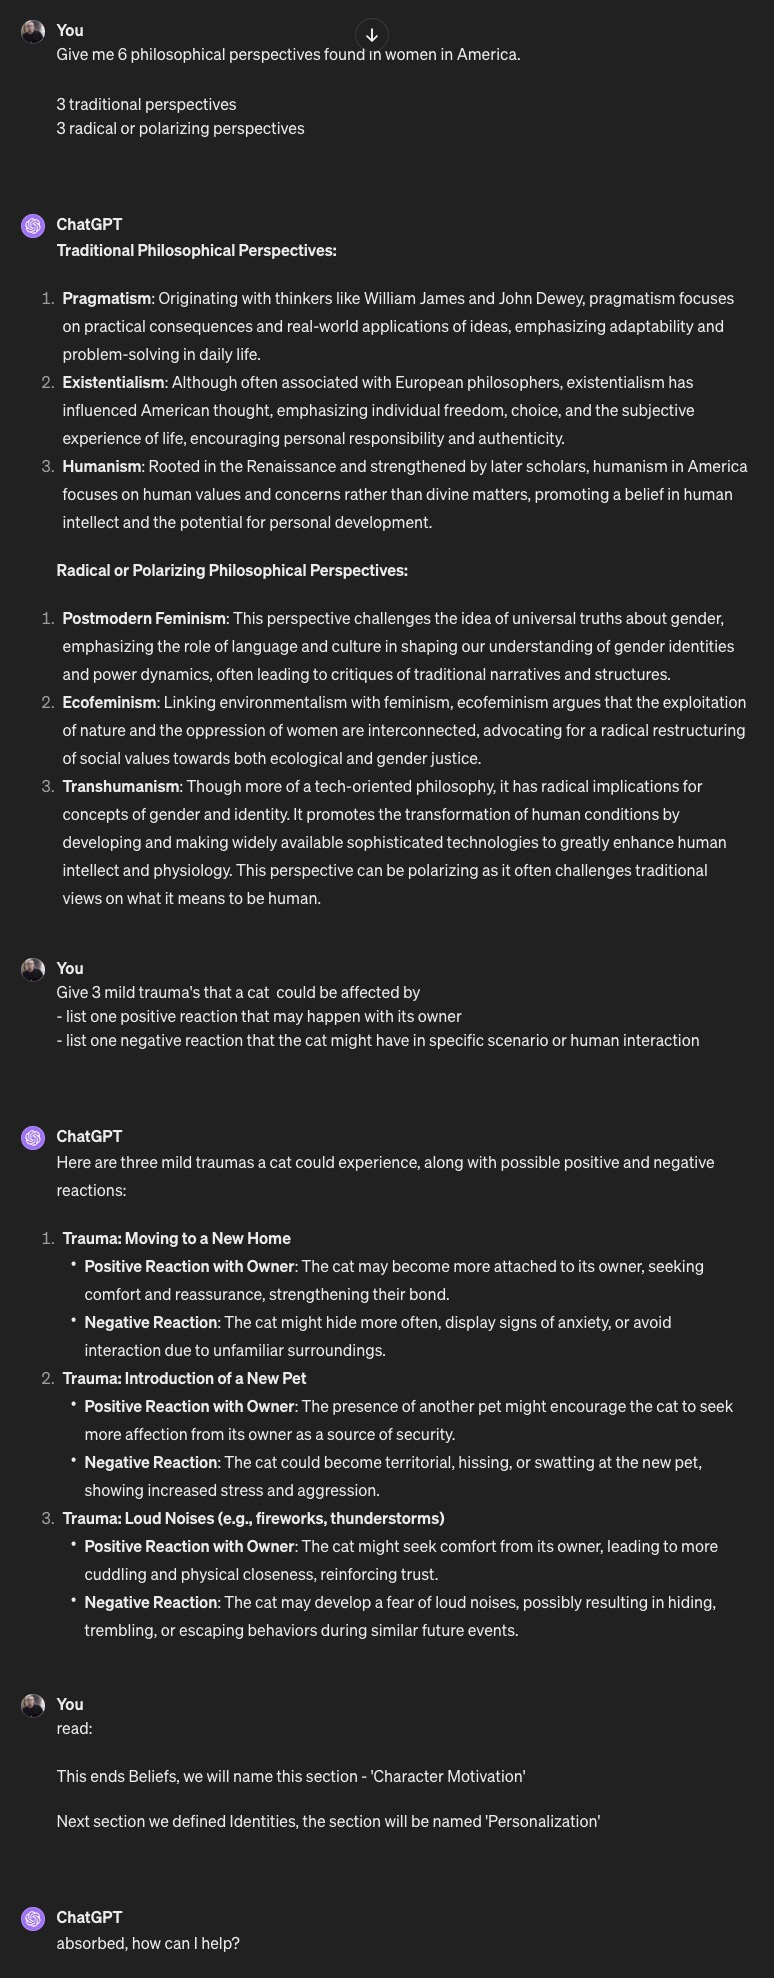 You
Give me 6 philosophical perspectives found in women in America.
3 traditional perspectives
3 radical or polarizing perspectives
ChatGPT
Traditional Philosophical Perspectives:
1. Pragmatism: Originating with thinkers like William James and John Dewey, pragmatism focuses
on practical consequences and real-world applications of ideas, emphasizing adaptability and
problem-solving in daily life.
2. Existentialism: Although often associated with European philosophers, existentialism has
influenced American thought, emphasizing individual freedom, choice, and the subjective
experience of life, encouraging personal responsibility and authenticity.
3. Humanism: Rooted in the Renaissance and strengthened by later scholars, humanism in America
focuses on human values and concerns rather than divine matters, promoting a belief in human
intellect and the potential for personal development.
Radical or Polarizing Philosophical Perspectives:
1. Postmodern Feminism: This perspective challenges the idea of universal truths about gender,
emphasizing the role of language and culture in shaping our understanding of gender identities
and power dynamics, often leading to critiques of traditional narratives and structures.
2. Ecofeminism: Linking environmentalism with feminism, ecofeminism argues that the exploitation
of nature and the oppression of women are interconnected, advocating for a radical restructuring
of social values towards both ecological and gender justice.
3. Transhumanism: Though more of a tech-oriented philosophy, it has radical implications for
concepts of gender and identity. It promotes the transformation of human conditions by
developing and making widely available sophisticated technologies to greatly enhance human
intellect and physiology. This perspective can be polarizing as it often challenges traditional
views on what it means to be human.
You
Give 3 mild trauma's that a cat  could be affected by
- list one positive reaction that may happen with its owner
- list one negative reaction that the cat might have in specific scenario or human interaction
ChatGPT
Here are three mild traumas a cat could experience, along with possible positive and negative
reactions:
1. Trauma: Moving to a New Home
• Positive Reaction with Owner: The cat may become more attached to its owner, seeking
comfort and reassurance, strengthening their bond.
• Negative Reaction: The cat might hide more often, display signs of anxiety, or avoid
interaction due to unfamiliar surroundings.
2. Trauma: Introduction of a New Pet
• Positive Reaction with Owner: The presence of another pet might encourage the cat to seek
more affection from its owner as a source of security.
• Negative Reaction: The cat could become territorial, hissing, or swatting at the new pet,
showing increased stress and aggression.
3. Trauma: Loud Noises (e.g., fireworks, thunderstorms)
• Positive Reaction with Owner: The cat might seek comfort from its owner, leading to more
cuddling and physical closeness, reinforcing trust.
• Negative Reaction: The cat may develop a fear of loud noises, possibly resulting in hiding,
trembling, or escaping behaviors during similar future events.
You
read:
This ends Beliefs, we will name this section - 'Character Motivation'
Next section we defined Identities, the section will be named 'Personalization'
ChatGPT
absorbed, how can I help?